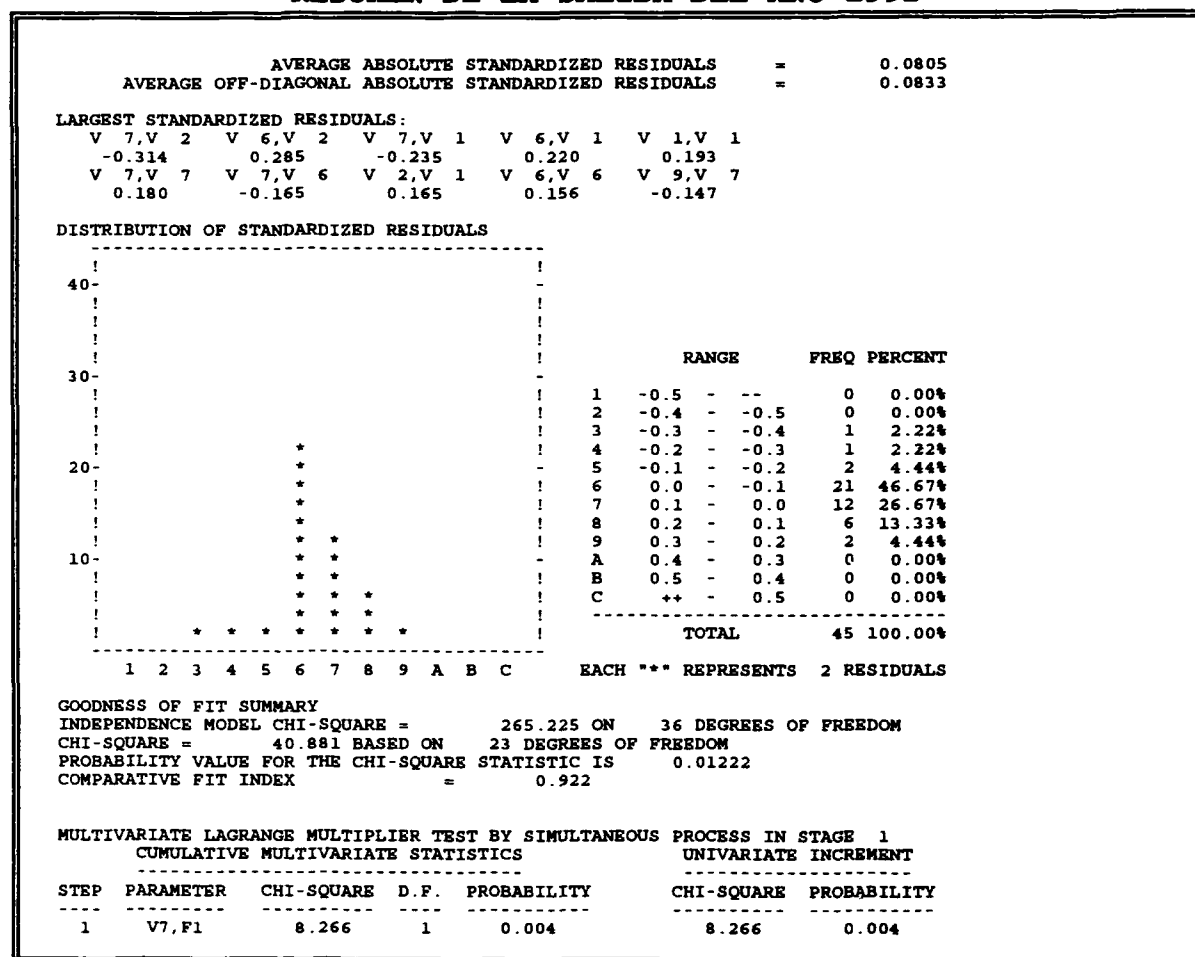 AVERAGE ABSOLUTE STANDARDIZED RESIDUALS = 0.0805
AVERAGE OFF-DIAGONAL ABSOLUTE STANDARDIZED RESIDUALS = 0.0833
LARGEST STANDARDIZED RESIDUALS:
V 7,V 2 V 6,V 2 V 7,V 1 V 6,V 1 V 1,V 1
-0.314 0.285 -0.235 0.220 0.193
V 7,V 7 V 7,V 6 V 2,V 1 V 6,V 6 V 9,V 7
0.180 -0.165 0.165 0.156 -0.147
DISTRIBUTION OF STANDARDIZED RESIDUALS
----------------------------------------
! !
40- -
! !
! !
! !
! ! RANGE FREQ PERCENT
30- -
! ! 1 -0.5 - -- 0 0.00%
! ! 2 -0.4 - -0.5 0 0.00%
! ! 3 -0.3 - -0.4 1 2.22%
! * ! 4 -0.2 - -0.3 1 2.22%
20- * - 5 -0.1 - -0.2 2 4.44%
! * ! 6 0.0 - -0.1 21 46.67%
! * ! 7 0.1 - 0.0 12 26.67%
! * ! 8 0.2 - 0.1 6 13.33%
! * * ! 9 0.3 - 0.2 2 4.44%
10- * * - A 0.4 - 0.3 0 0.00%
! * * ! B 0.5 - 0.4 0 0.00%
! * * * ! C ++ - 0.5 0 0.00%
! * * * ! -------------------------------
! * * * * * * * ! TOTAL 45 100.00%
----------------------------------------
1 2 3 4 5 6 7 8 9 A B C EACH "*" REPRESENTS 2 RESIDUALS
GOODNESS OF FIT SUMMARY
INDEPENDENCE MODEL CHI-SQUARE = 265.225 ON 36 DEGREES OF FREEDOM
CHI-SQUARE = 40.881 BASED ON 23 DEGREES OF FREEDOM
PROBABILITY VALUE FOR THE CHI-SQUARE STATISTIC IS 0.01222
COMPARATIVE FIT INDEX = 0.922
MULTIVARIATE LAGRANGE MULTIPLIER TEST BY SIMULTANEOUS PROCESS IN STAGE 1
CUMULATIVE MULTIVARIATE STATISTICS UNIVARIATE INCREMENT
---------------------------------- --------------------
STEP PARAMETER CHI-SQUARE D.F. PROBABILITY CHI-SQUARE PROBABILITY
---- --------- ---------- ---- ----------- ---------- -----------
1 V7,F1 8.266 1 0.004 8.266 0.004